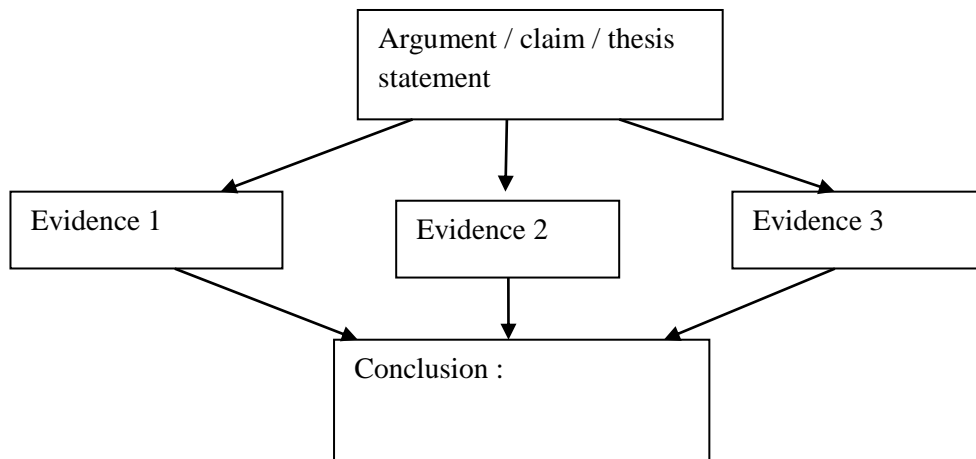 Argument / claim / thesis
statement
Evidence 1
Evidence 2
Evidence 3
Conclusion :